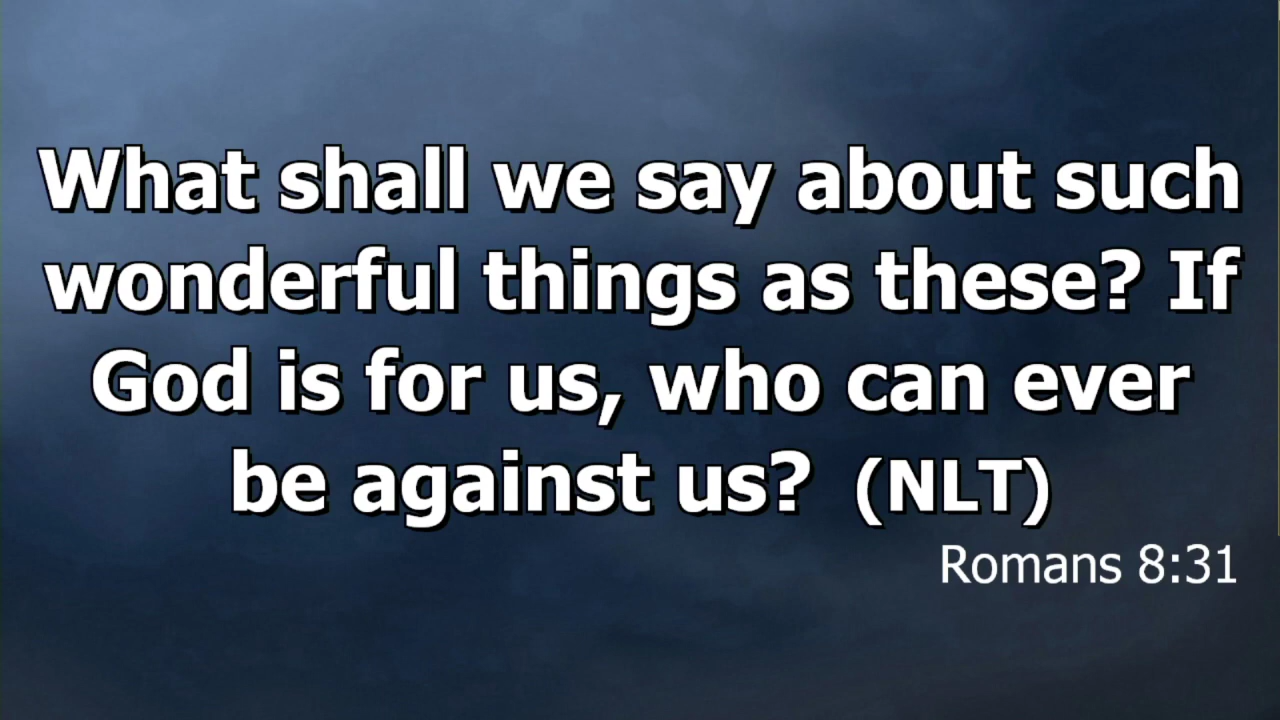 What shall we say about such
wonderful things as these? If
God is for us, who can ever
be against us? (NLT)
Romans 8:31